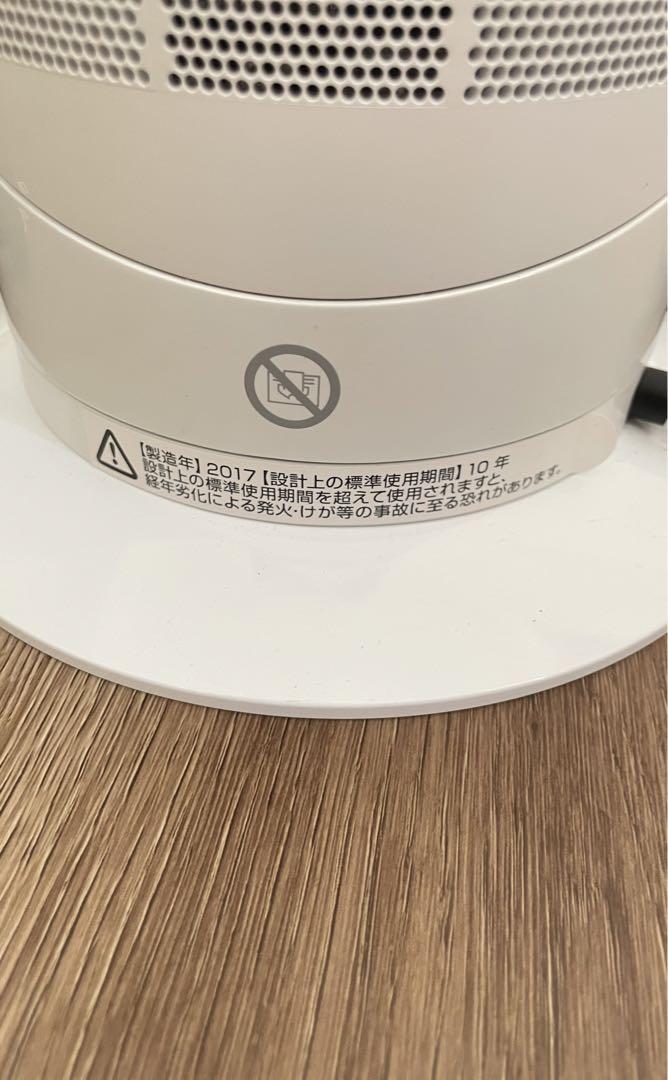 【製造年】2017【設計上の標準使用期間】10年
設計上の標準使用期間を超えて使用されますと、
経年劣化による発火・けが等の事故に至る恐れがあります。